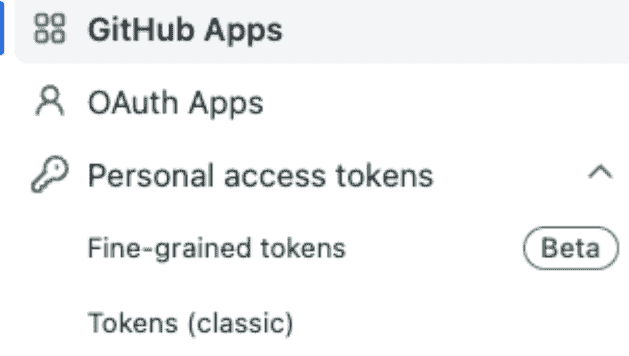 GitHub Apps
OAuth Apps
Personal access tokens
Fine-grained tokens Beta
Tokens (classic)